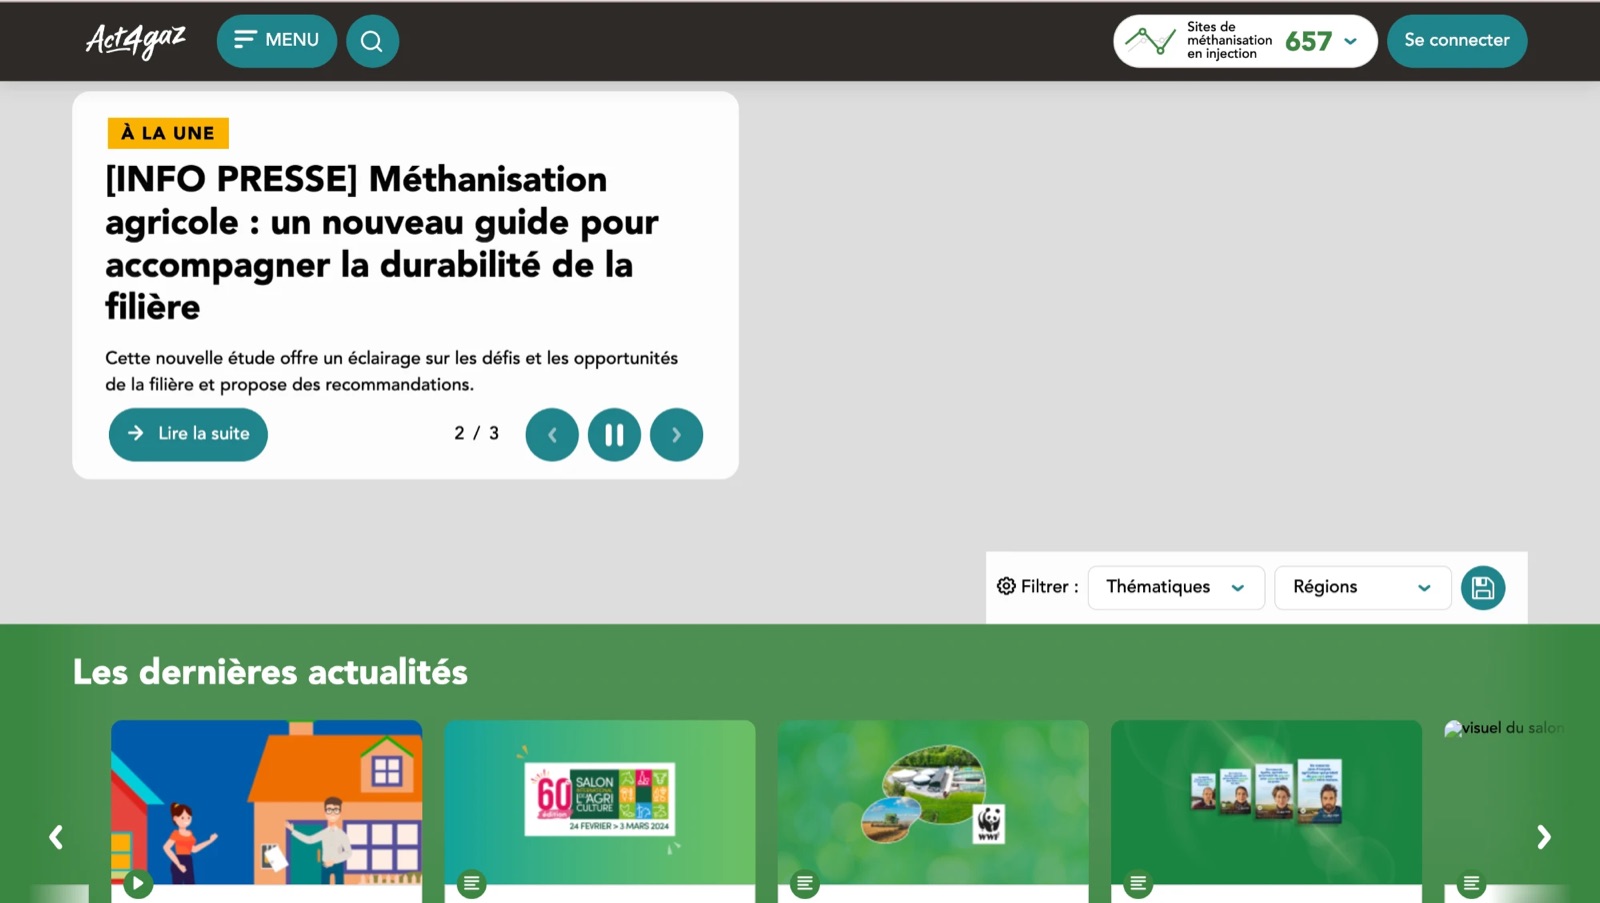 Act4gaz
MENU
Sites de
méthanisation
en injection
657
Se connecter
À LA UNE
[INFO PRESSE] Méthanisation
agricole : un nouveau guide pour
accompagner la durabilité de la
filière
Cette nouvelle étude offre un éclairage sur les défis et les opportunités
de la filière et propose des recommandations.
Lire la suite
2 / 3
Filtrer :
Thématiques
Régions
Les dernières actualités
60
édition
SALON
INTERNATIONAL
DE L'AGRI
CULTURE
24 FEVRIER > 3 MARS 2024
WWF
visuel du salon